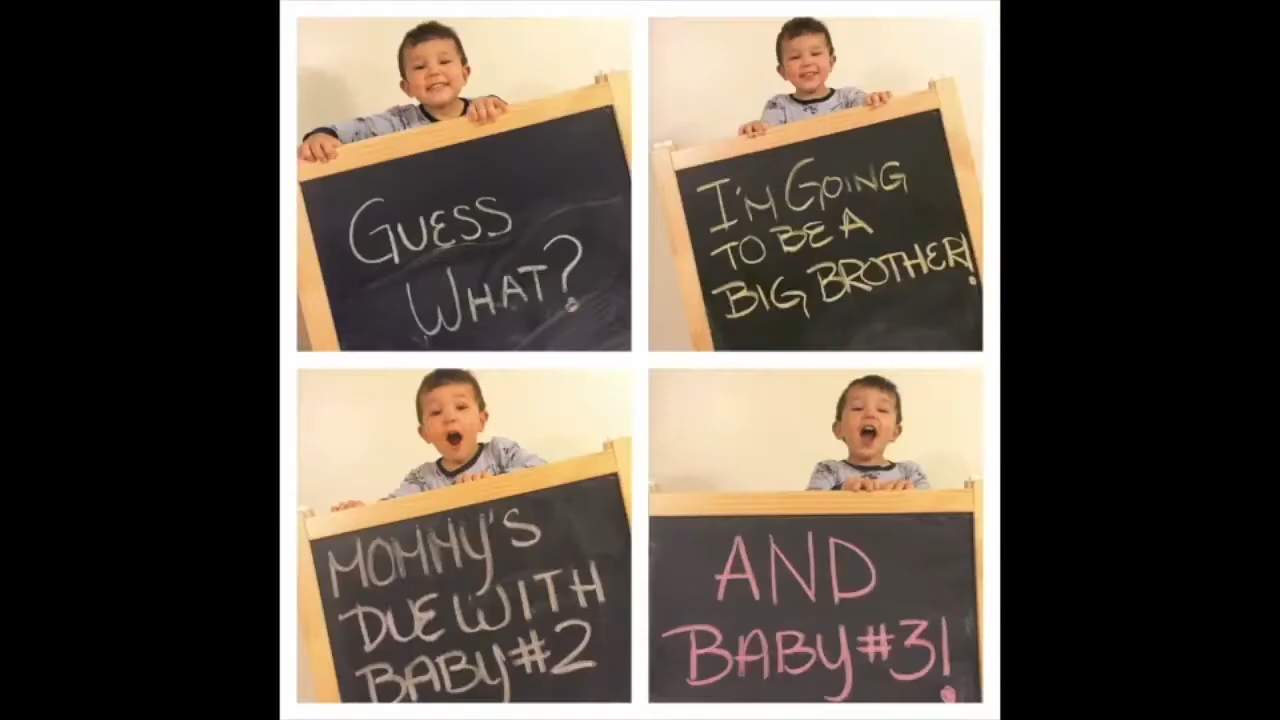 GUESS
WHAT?
I'M GOING
TO BE A
BIG BROTHER!
MOMMY'S
DUE WITH
BABY #2
AND
BABY #3!